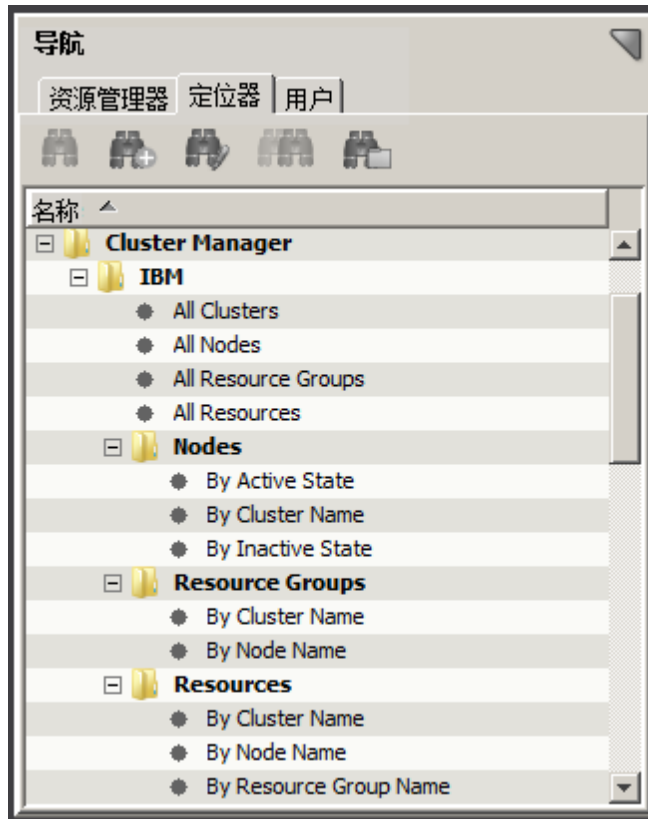 导航
资源管理器 定位器 用户
名称
Cluster Manager
IBM
All Clusters
All Nodes
All Resource Groups
All Resources
Nodes
By Active State
By Cluster Name
By Inactive State
Resource Groups
By Cluster Name
By Node Name
Resources
By Cluster Name
By Node Name
By Resource Group Name